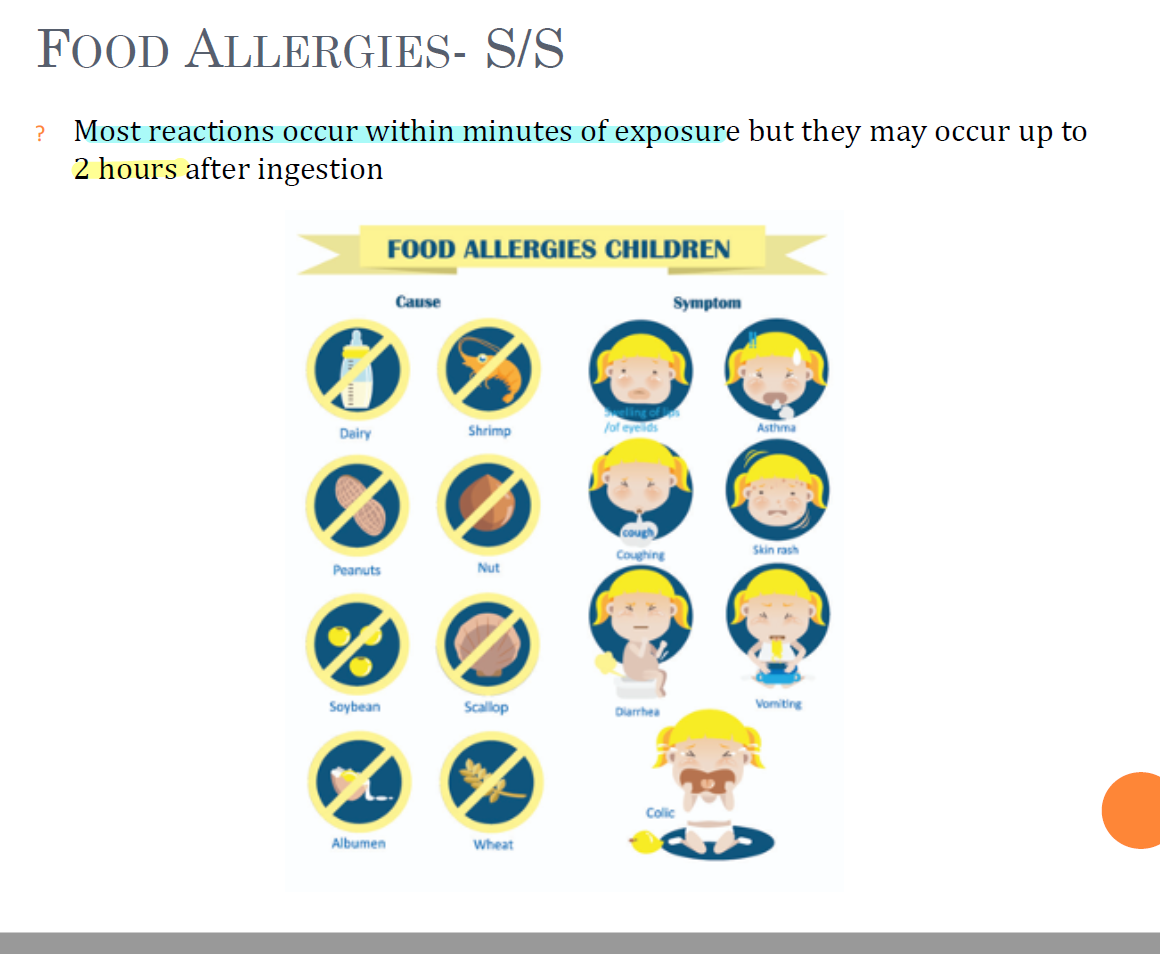 FOOD ALLERGIES- S/S
? Most reactions occur within minutes of exposure but they may occur up to
2 hours after ingestion
FOOD ALLERGIES CHILDREN
Cause
Symptom
Dairy
Shrimp
Swelling of lips
/of eyelids
Asthma
Peanuts
Nut
cough
Coughing
Skin rash
Soybean
Scallop
Diarrhea
Vomiting
Albumen
Wheat
Colic